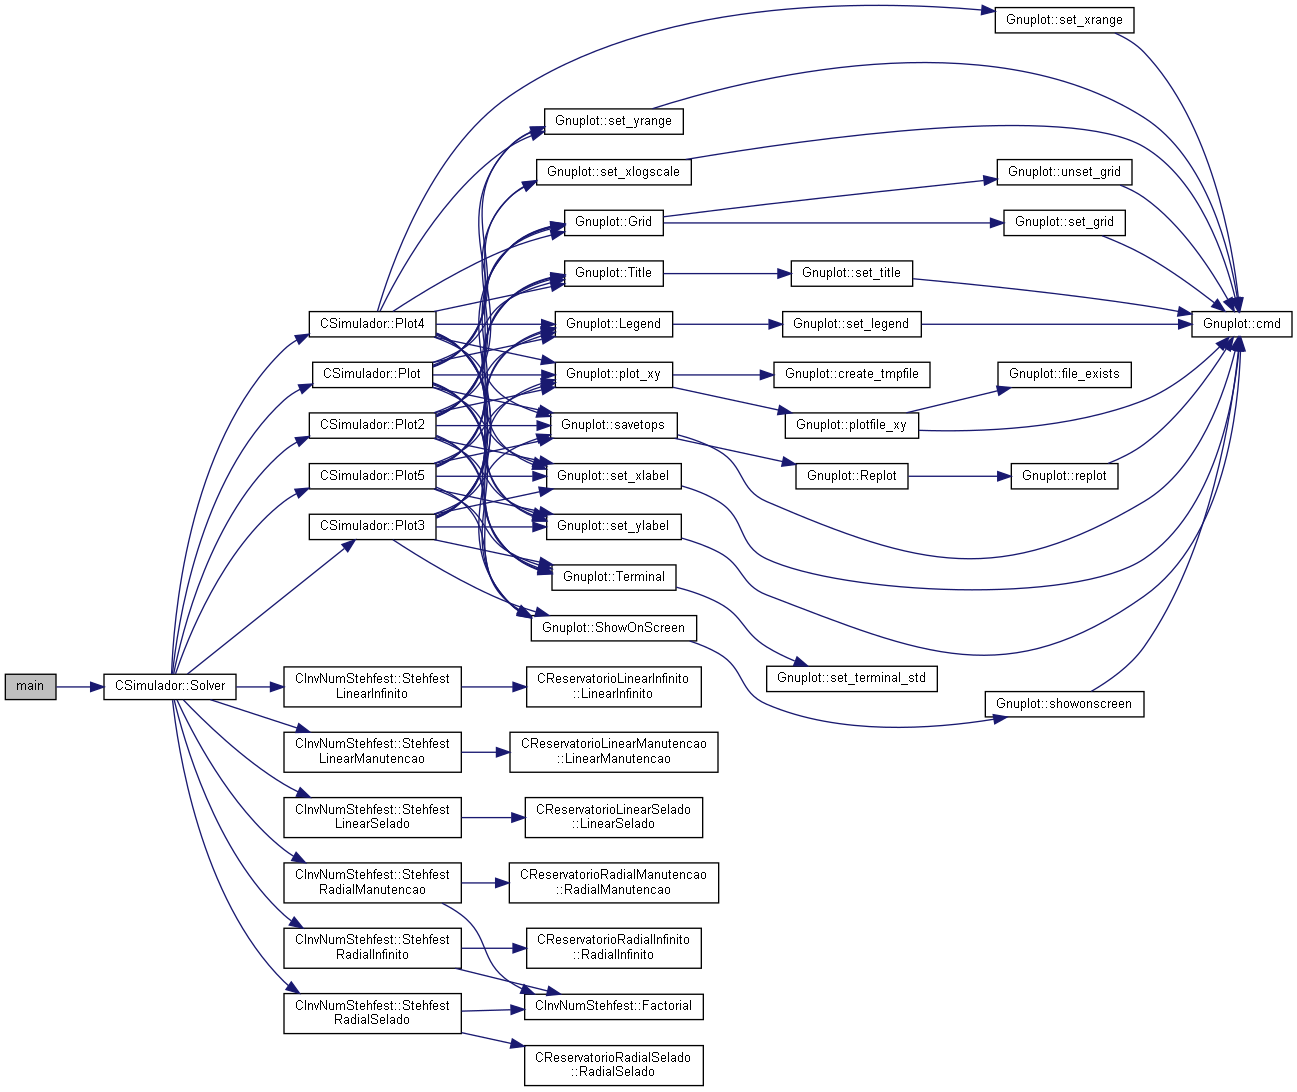 main
CSimulador::Solver
CSimulador::Plot4
CSimulador::Plot
CSimulador::Plot2
CSimulador::Plot5
CSimulador::Plot3
CInvNumStehfest::Stehfest
LinearInfinito
CInvNumStehfest::Stehfest
LinearManutencao
CInvNumStehfest::Stehfest
LinearSelado
CInvNumStehfest::Stehfest
RadialManutencao
CInvNumStehfest::Stehfest
RadialInfinito
CInvNumStehfest::Stehfest
RadialSelado
Gnuplot::set_yrange
Gnuplot::set_xlogscale
Gnuplot::Grid
Gnuplot::Title
Gnuplot::Legend
Gnuplot::plot_xy
Gnuplot::savetops
Gnuplot::set_xlabel
Gnuplot::set_ylabel
Gnuplot::Terminal
Gnuplot::ShowOnScreen
CReservatorioLinearInfinito
::LinearInfinito
CReservatorioLinearManutencao
::LinearManutencao
CReservatorioLinearSelado
::LinearSelado
CReservatorioRadialManutencao
::RadialManutencao
CReservatorioRadialInfinito
::RadialInfinito
CInvNumStehfest::Factorial
CReservatorioRadialSelado
::RadialSelado
Gnuplot::set_title
Gnuplot::set_legend
Gnuplot::create_tmpfile
Gnuplot::plotfile_xy
Gnuplot::Replot
Gnuplot::set_terminal_std
Gnuplot::set_xrange
Gnuplot::unset_grid
Gnuplot::set_grid
Gnuplot::file_exists
Gnuplot::replot
Gnuplot::showonscreen
Gnuplot::cmd